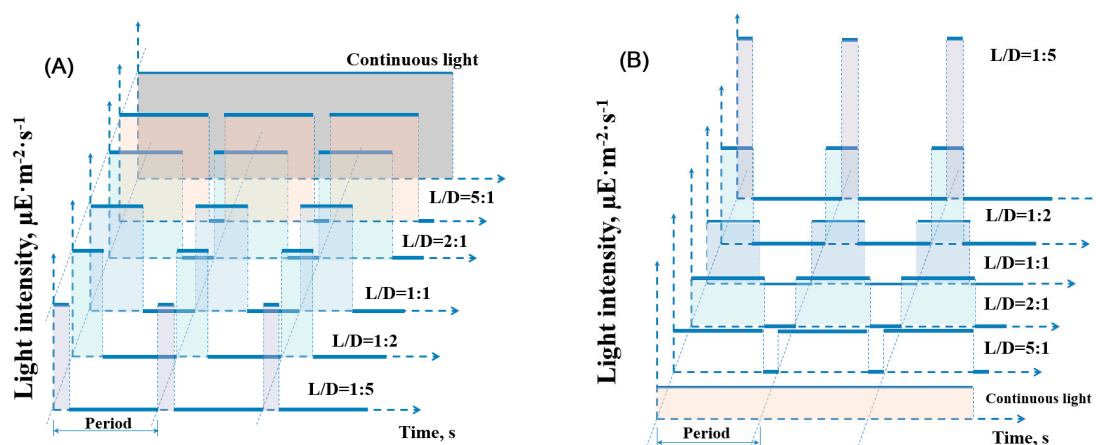 (A)
Continuous light
L/D=5:1
L/D=2:1
L/D=1:1
L/D=1:2
L/D=1:5
Period
Time, s
Light intensity, μE·m⁻²·s⁻¹
(B)
L/D=1:5
L/D=1:2
L/D=1:1
L/D=2:1
L/D=5:1
Continuous light
Period
Time, s
Light intensity, μE·m⁻²·s⁻¹